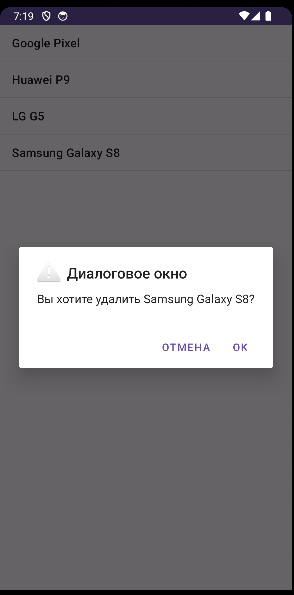 7:19
Google Pixel
Huawei P9
LG G5
Samsung Galaxy S8
Диалоговое окно
Вы хотите удалить Samsung Galaxy S8?
ОТМЕНА ОК